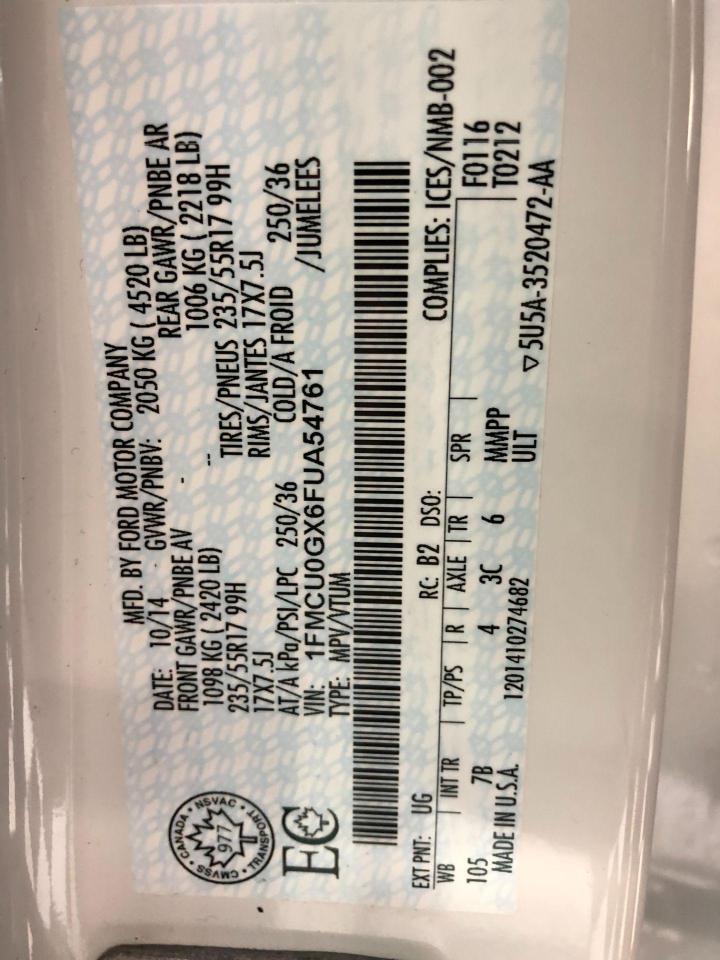 MFD. BY FORD MOTOR COMPANY
DATE: 10/14 GVWR/PNBV: 2050 KG ( 4520 LB)
FRONT GAWR/PNBE AV - REAR GAWR/PNBE AR
1098 KG ( 2420 LB) -- 1006 KG ( 2218 LB)
235/55R17 99H TIRES/PNEUS 235/55R17 99H
17X7.5J RIMS/JANTES 17X7.5J
AT/A kPa/PSI/LPC 250/36 COLD/A FROID 250/36
VIN: 1FMCU0GX6FUA54761 /JUMELEES
TYPE: MPV/VTUM
CMVSS • CANADA • NSVAC • TRANSPORT •
977
T
EC
EXT PNT: UG RC: B2 DSO: COMPLIES: ICES/NMB-002
WB | INT TR | TP/PS | R | AXLE | TR | SPR F0116
105 7B 4 3C 6 MMPP T0212
MADE IN U.S.A. 1201410274682 ULT
▽5U5A-3520472-AA